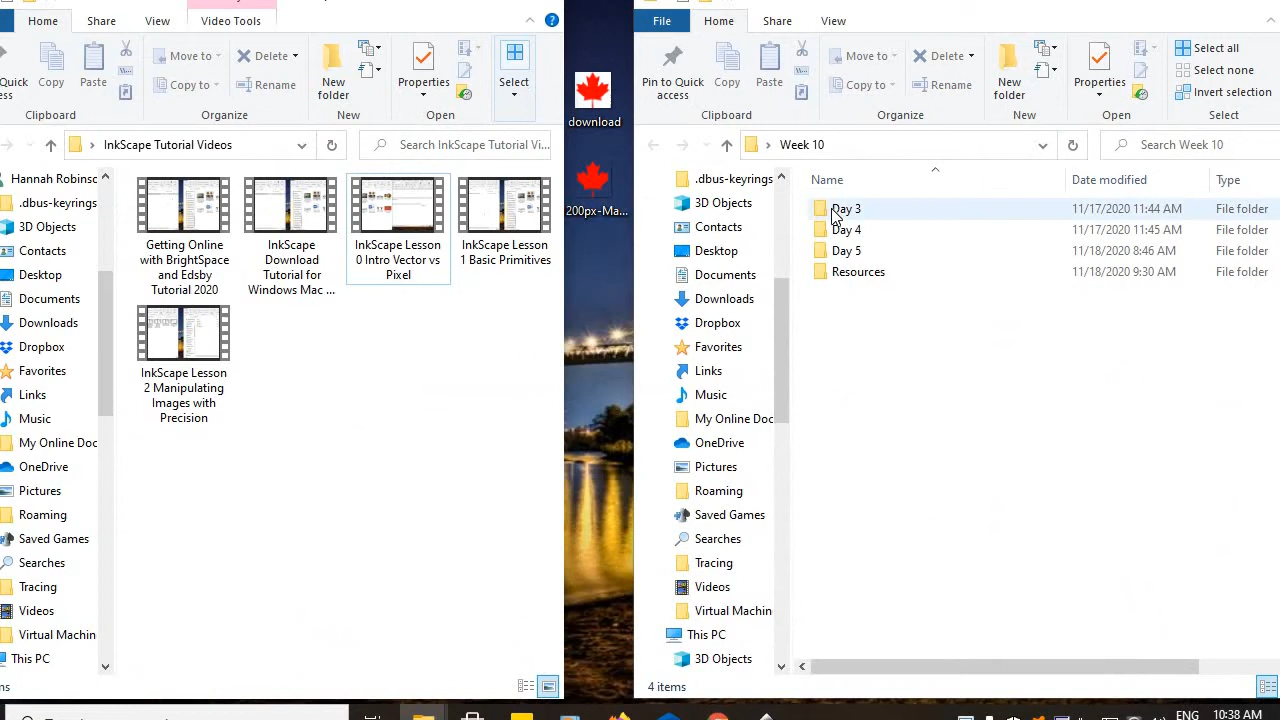 Home Share View Video Tools
Quick
ess
Copy
Paste
Clipboard
Move to
Copy to
Delete
Rename
Organize
New
Folder
New
Properties
Open
Select
InkScape Tutorial Videos
Search InkScape Tutorial Vi...
Hannah Forbinsc
.dbus-keyrings
3D Objects
Contacts
Desktop
Documents
Downloads
Dropbox
Favorites
Links
Music
My Online Doc
OneDrive
Pictures
Roaming
Saved Games
Searches
Tracing
Videos
Virtual Machin
This PC
ms
Getting Online
with BrightSpace
and Edsby
Tutorial 2020
InkScape
Download
Tutorial for
Windows Mac ...
InkScape Lesson
0 Intro Vector vs
Pixel
InkScape Lesson
1 Basic Primitives
InkScape Lesson
2 Manipulating
Images with
Precision
download
200px-Ma...
File Home Share View
Pin to Quick
access
Copy
Paste
Clipboard
Move to
Copy to
Delete
Rename
Organize
New
folder
New
Properties
Open
Select all
Select none
Invert selection
Select
Week 10
Search Week 10
.dbus-keyrings
3D Objects
Contacts
Desktop
Documents
Downloads
Dropbox
Favorites
Links
Music
My Online Doc
OneDrive
Pictures
Roaming
Saved Games
Searches
Tracing
Videos
Virtual Machin
This PC
3D Objects
Name Date modified Type
Day 3 11/17/2020 11:44 AM File folder
Day 4 11/17/2020 11:45 AM File folder
Day 5 11/18/2020 8:46 AM File folder
Resources 11/18/2020 9:30 AM File folder
4 items
ENG 10:38 AM